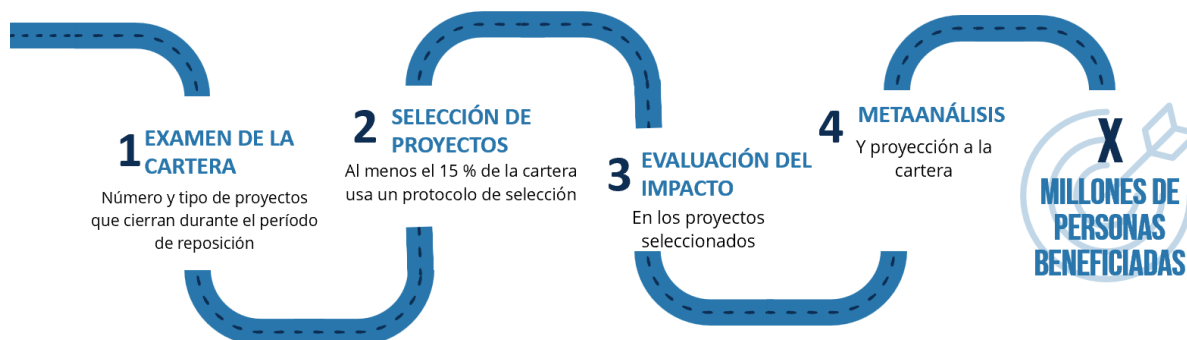 1
EXAMEN DE LA
CARTERA
Número y tipo de proyectos
que cierran durante el período
de reposición
2
SELECCIÓN DE
PROYECTOS
Al menos el 15 % de la cartera
usa un protocolo de selección
3
EVALUACIÓN DEL
IMPACTO
En los proyectos
seleccionados
4
METAANÁLISIS
Y proyección a la
cartera
X
MILLONES DE
PERSONAS
BENEFICIADAS